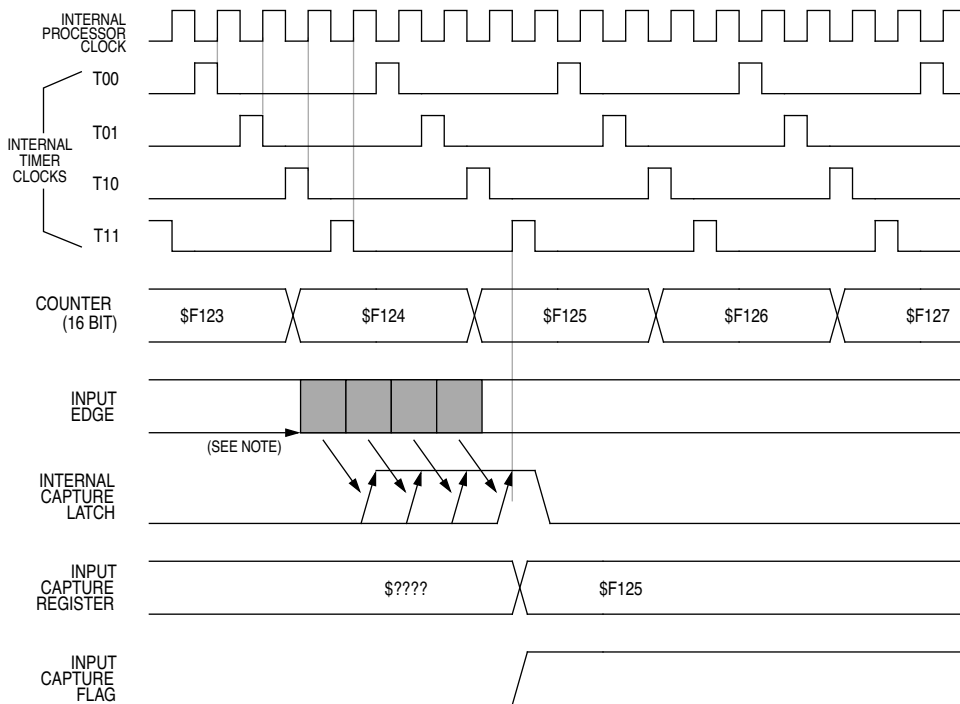 INTERNAL
PROCESSOR
CLOCK
T00
T01
INTERNAL
TIMER
CLOCKS
T10
T11
COUNTER
(16 BIT)
$F123
$F124
$F125
$F126
$F127
INPUT
EDGE
(SEE NOTE)
INTERNAL
CAPTURE
LATCH
INPUT
CAPTURE
REGISTER
$????
$F125
INPUT
CAPTURE
FLAG